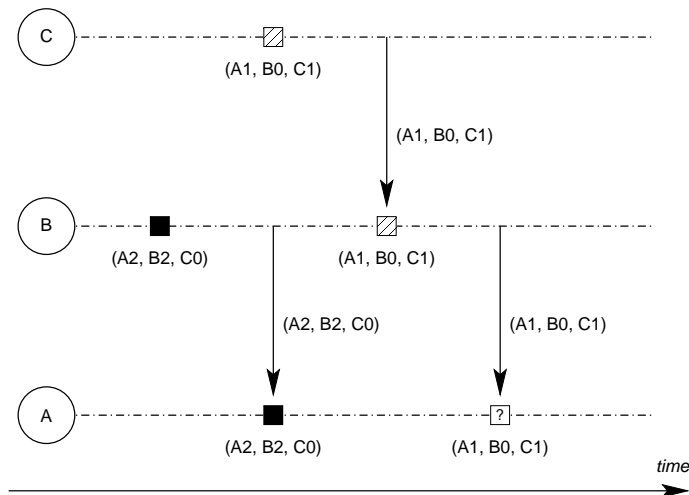 C
(A1, B0, C1)
(A1, B0, C1)
B
(A2, B2, C0)
(A1, B0, C1)
(A2, B2, C0)
(A1, B0, C1)
A
?
(A2, B2, C0)
(A1, B0, C1)
time